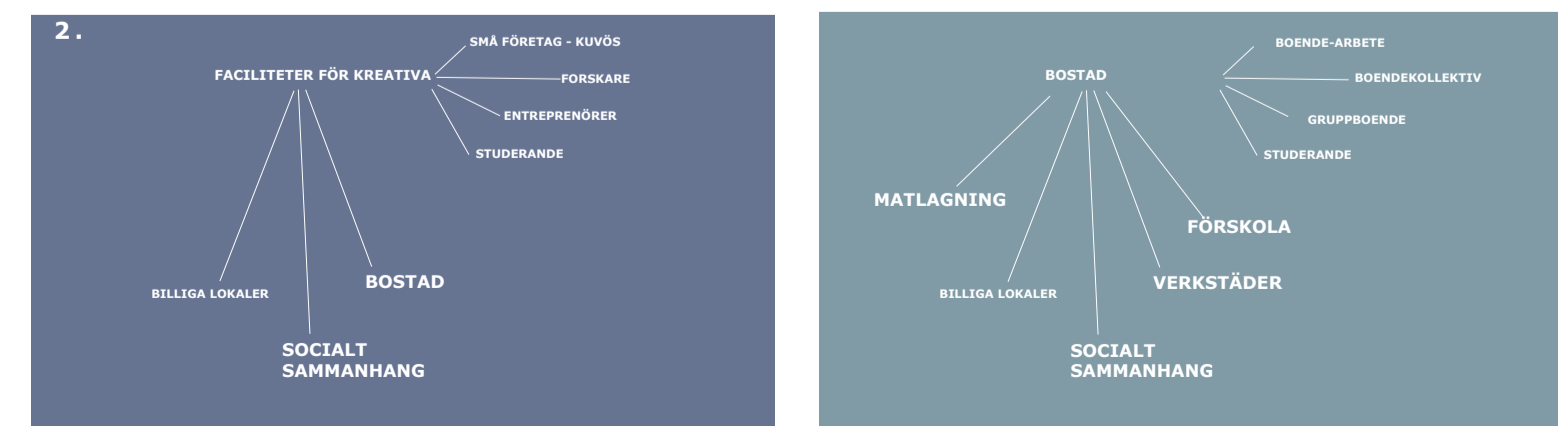 2.
SMÅ FÖRETAG - KUVÖS
FACILITETER FÖR KREATIVA
FORSKARE
ENTREPRENÖRER
STUDERANDE
BOSTAD
BILLIGA LOKALER
SOCIALT
SAMMANHANG
BOENDE-ARBETE
BOSTAD
BOENDEKOLLEKTIV
GRUPPBOENDE
STUDERANDE
MATLAGNING
FÖRSKOLA
VERKSTÄDER
BILLIGA LOKALER
SOCIALT
SAMMANHANG